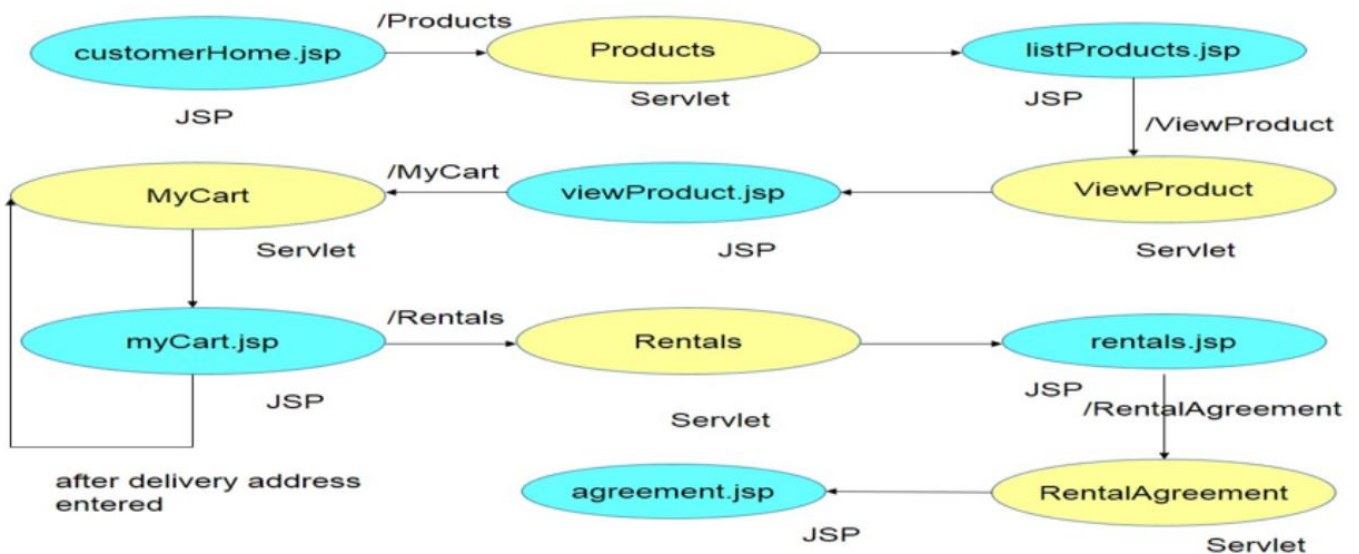 /Products
customerHome.jsp
Products
listProducts.jsp
JSP
Servlet
JSP
/ViewProduct
/MyCart
MyCart
viewProduct.jsp
ViewProduct
Servlet
JSP
Servlet
/Rentals
myCart.jsp
Rentals
rentals.jsp
JSP
Servlet
JSP
/RentalAgreement
after delivery address
entered
agreement.jsp
RentalAgreement
JSP
Servlet